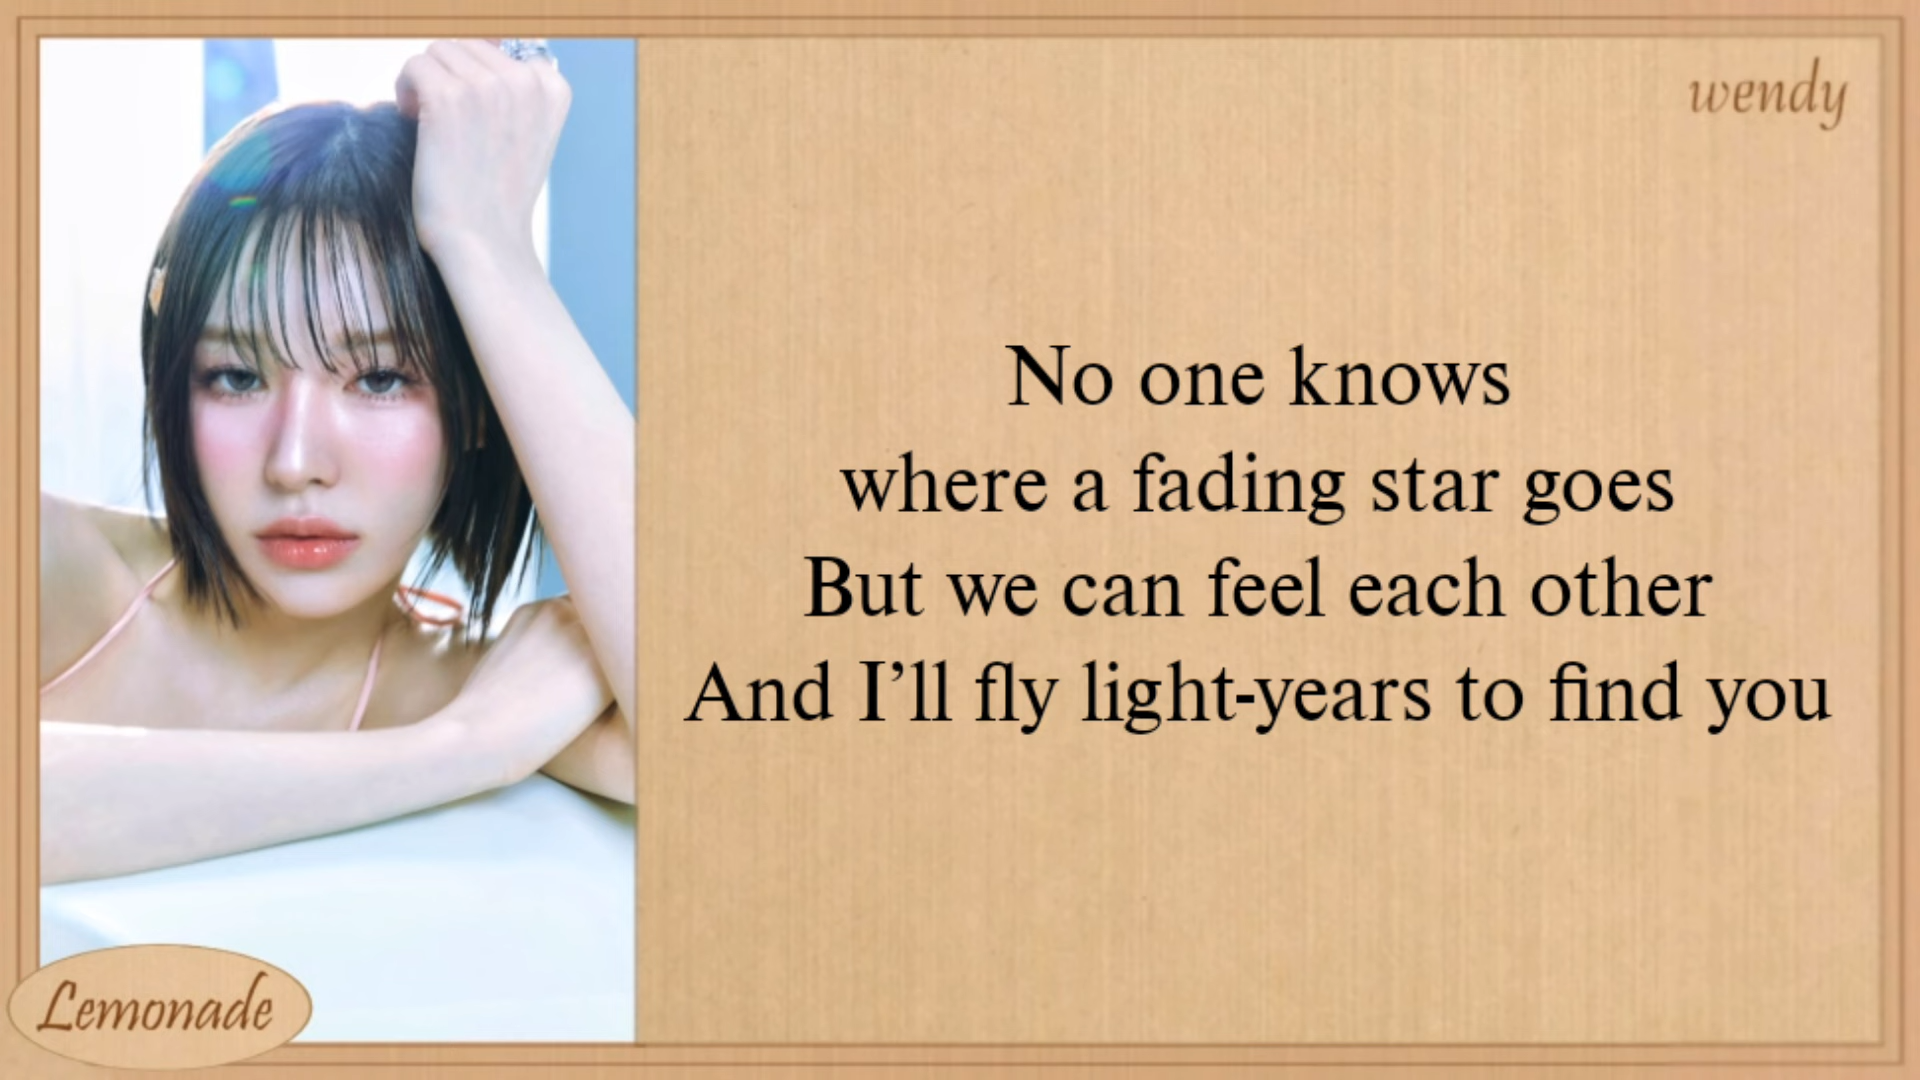 wendy
No one knows
where a fading star goes
But we can feel each other
And I’ll fly light-years to find you
Lemonade